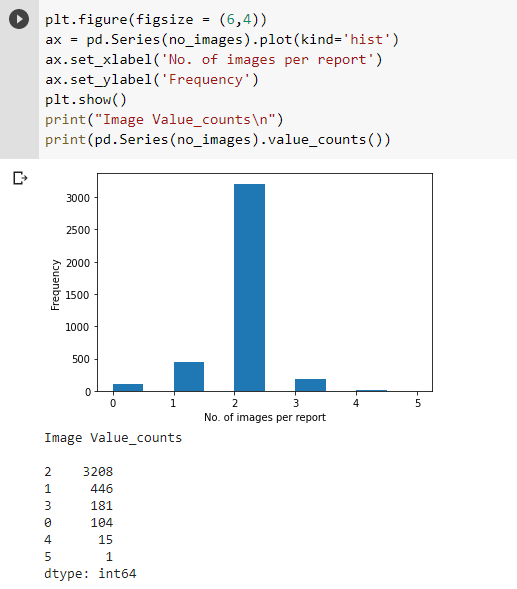 plt.figure(figsize = (6,4))
ax = pd.Series(no_images).plot(kind='hist')
ax.set_xlabel('No. of images per report')
ax.set_ylabel('Frequency')
plt.show()
print("Image Value_counts\n")
print(pd.Series(no_images).value_counts())
3000
2500
2000
1500
1000
500
0
Frequency
0 1 2 3 4 5
No. of images per report
Image Value_counts
2 3208
1 446
3 181
0 104
4 15
5 1
dtype: int64